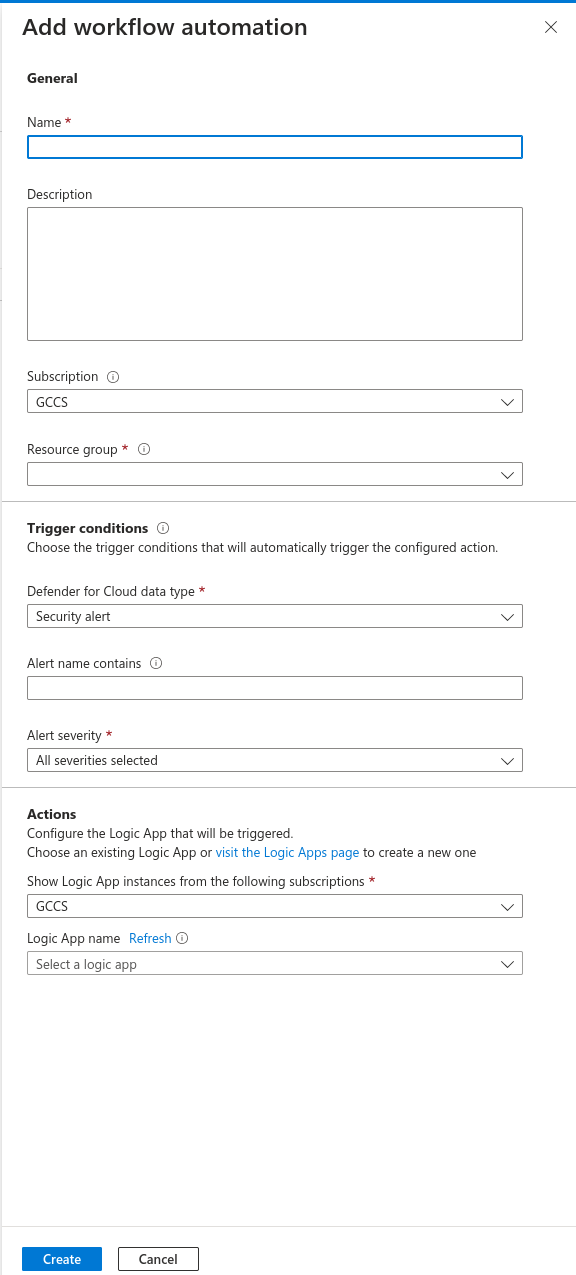 Add workflow automation
General
Name *
Description
Subscription
GCCS
Resource group *
Trigger conditions
Choose the trigger conditions that will automatically trigger the configured action.
Defender for Cloud data type *
Security alert
Alert name contains
Alert severity *
All severities selected
Actions
Configure the Logic App that will be triggered.
Choose an existing Logic App or visit the Logic Apps page to create a new one
Show Logic App instances from the following subscriptions *
GCCS
Logic App name Refresh
Select a logic app
Create Cancel